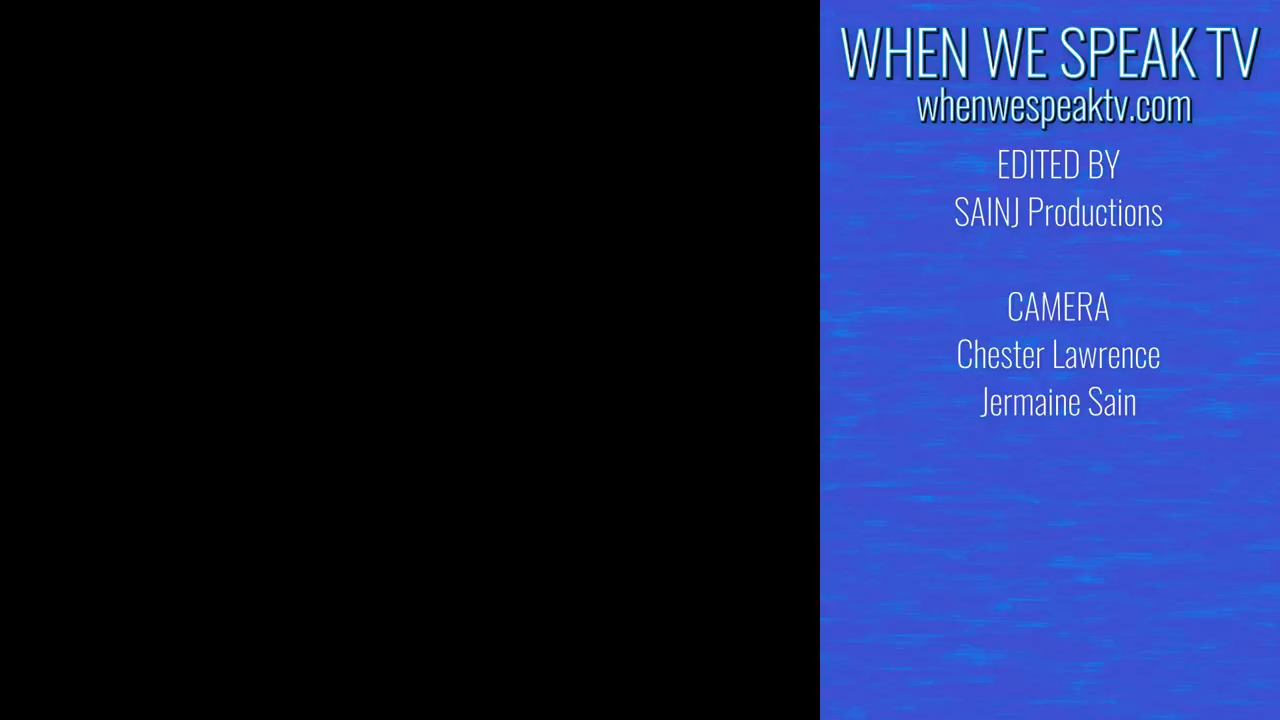 WHEN WE SPEAK TV
whenwespeaktv.com
EDITED BY
SAINJ Productions
CAMERA
Chester Lawrence
Jermaine Sain